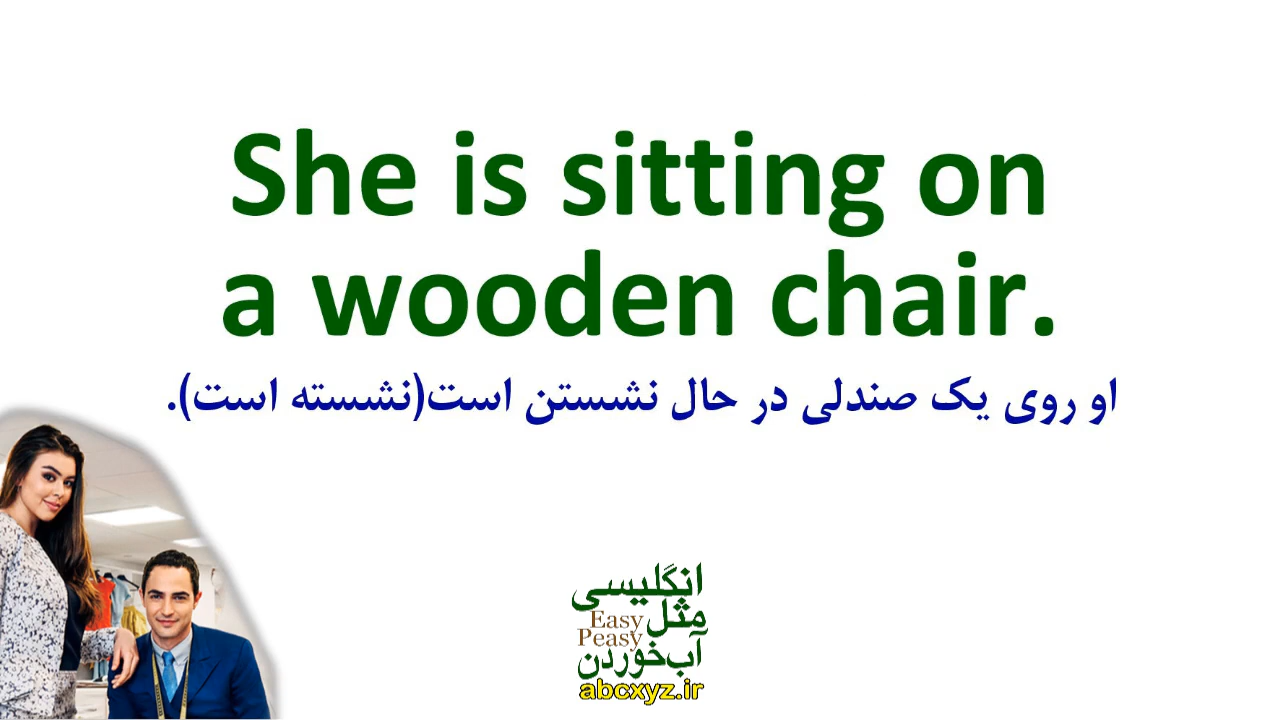 She is sitting on
a wooden chair.
او روی یک صندلی در حال نشستن است(نشسته است).
انگلیسی
مثل
Easy
Peasy
آب‌خوردن
abcxyz.ir